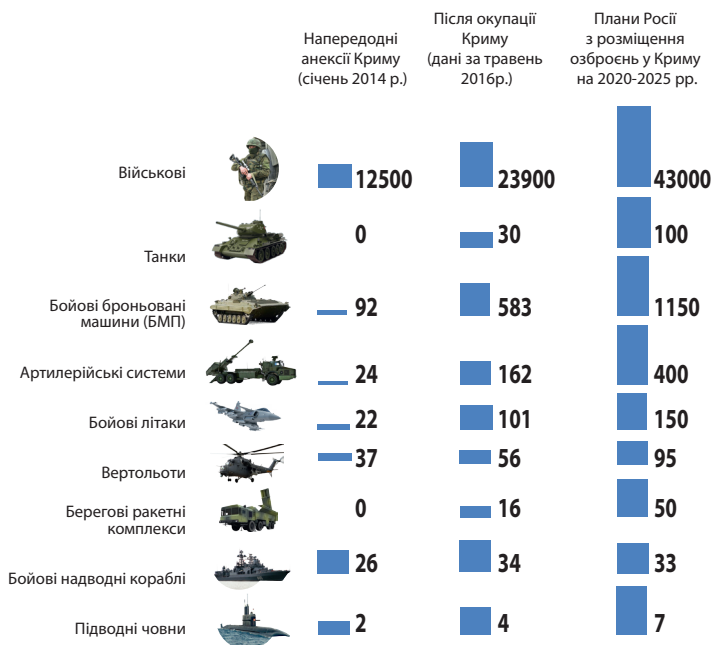 Напередодні
анексії Криму
(січень 2014 р.)
Після окупації
Криму
(дані за травень
2016р.)
Плани Росії
з розміщення
озброєнь у Криму
на 2020-2025 рр.
Військові
12500
23900
43000
Танки
0
30
100
Бойові броньовані
машини (БМП)
92
583
1150
Артилерійські системи
24
162
400
Бойові літаки
22
101
150
Вертольоти
37
56
95
Берегові ракетні
комплекси
0
16
50
Бойові надводні кораблі
26
34
33
Підводні човни
2
4
7